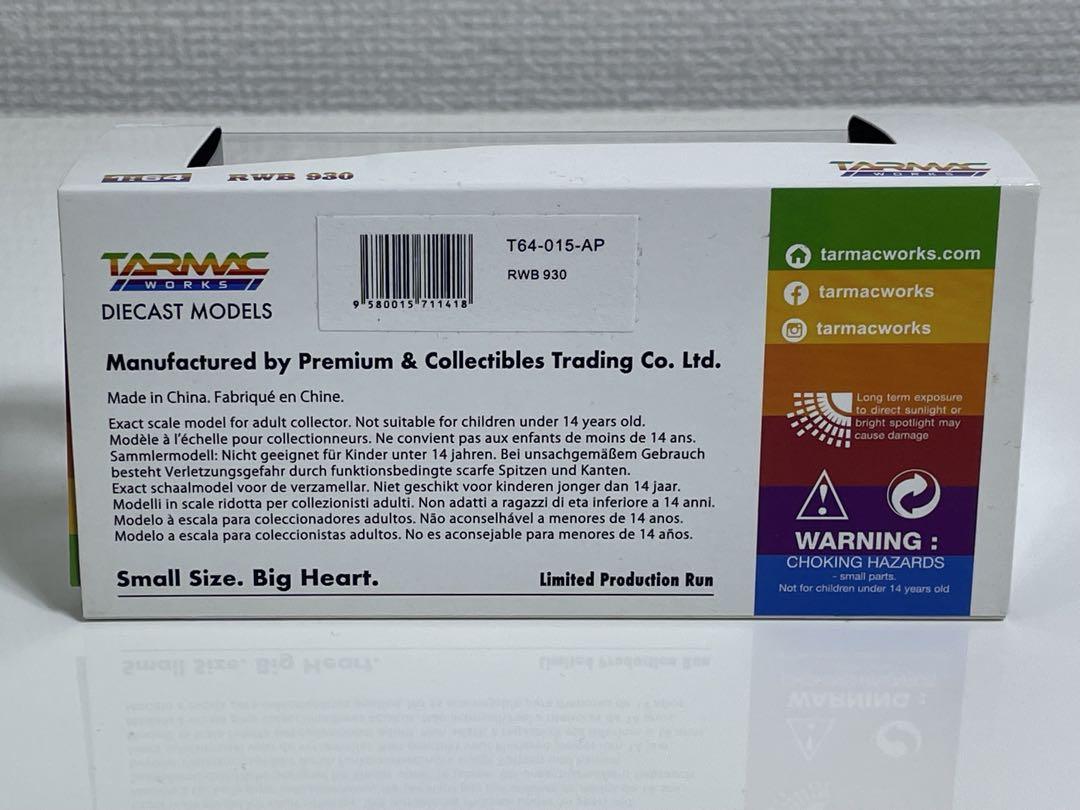 1:64 RWB 930
TARMAC
WORKS
TARMAC
WORKS
DIECAST MODELS
9 580015 711418
T64-015-AP
RWB 930
Manufactured by Premium & Collectibles Trading Co. Ltd.
Made in China. Fabriqué en Chine.
Exact scale model for adult collector. Not suitable for children under 14 years old.
Modèle à l'échelle pour collectionneurs. Ne convient pas aux enfants de moins de 14 ans.
Sammlermodell: Nicht geeignet für Kinder unter 14 jahren. Bei unsachgemäßem Gebrauch
besteht Verletzungsgefahr durch funktionsbedingte scarfe Spitzen und Kanten.
Exact schaalmodel voor de verzamellar. Niet geschikt voor kinderen jonger dan 14 jaar.
Modelli in scale ridotta per collezionisti adulti. Non adatti a ragazzi di eta inferiore a 14 anni.
Modelo à escala para coleccionadores adultos. Não aconselhável a menores de 14 anos.
Modelo a escala para coleccionistas adultos. No es aconsejable para menores de 14 años.
Small Size. Big Heart.
Limited Production Run
tarmacworks.com
tarmacworks
tarmacworks
Long term exposure
to direct sunlight or
bright spotlight may
cause damage
WARNING :
CHOKING HAZARDS
- small parts.
Not for children under 14 years old